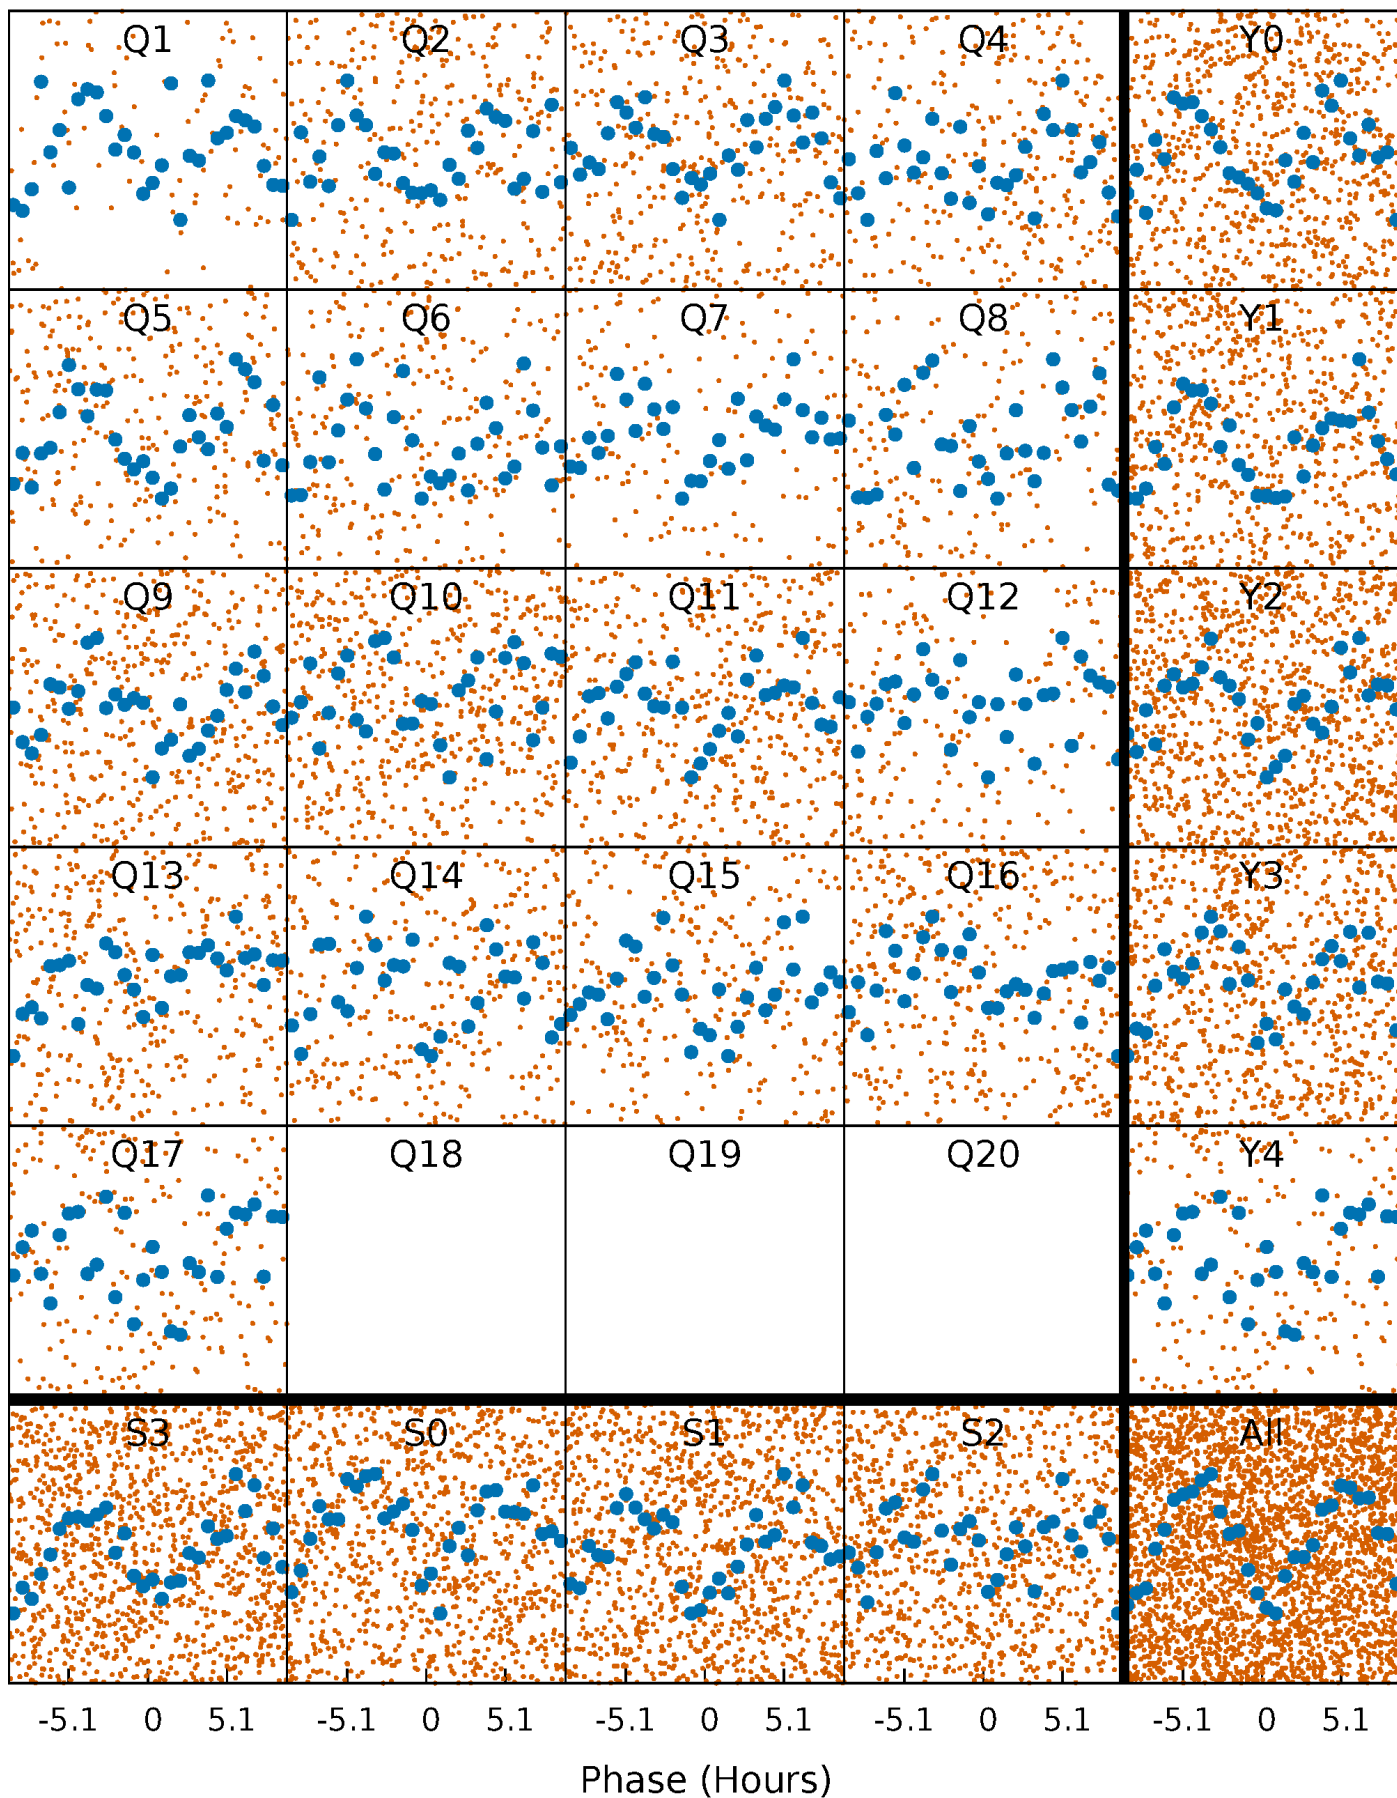 Q1 Q2 Q3 Q4 Y0
Q5 Q6 Q7 Q8 Y1
Q9 Q10 Q11 Q12 Y2
Q13 Q14 Q15 Q16 Y3
Q17 Q18 Q19 Q20 Y4
S3 S0 S1 S2 All
-5.1 0 5.1 -5.1 0 5.1 -5.1 0 5.1 -5.1 0 5.1 -5.1 0 5.1
Phase (Hours)